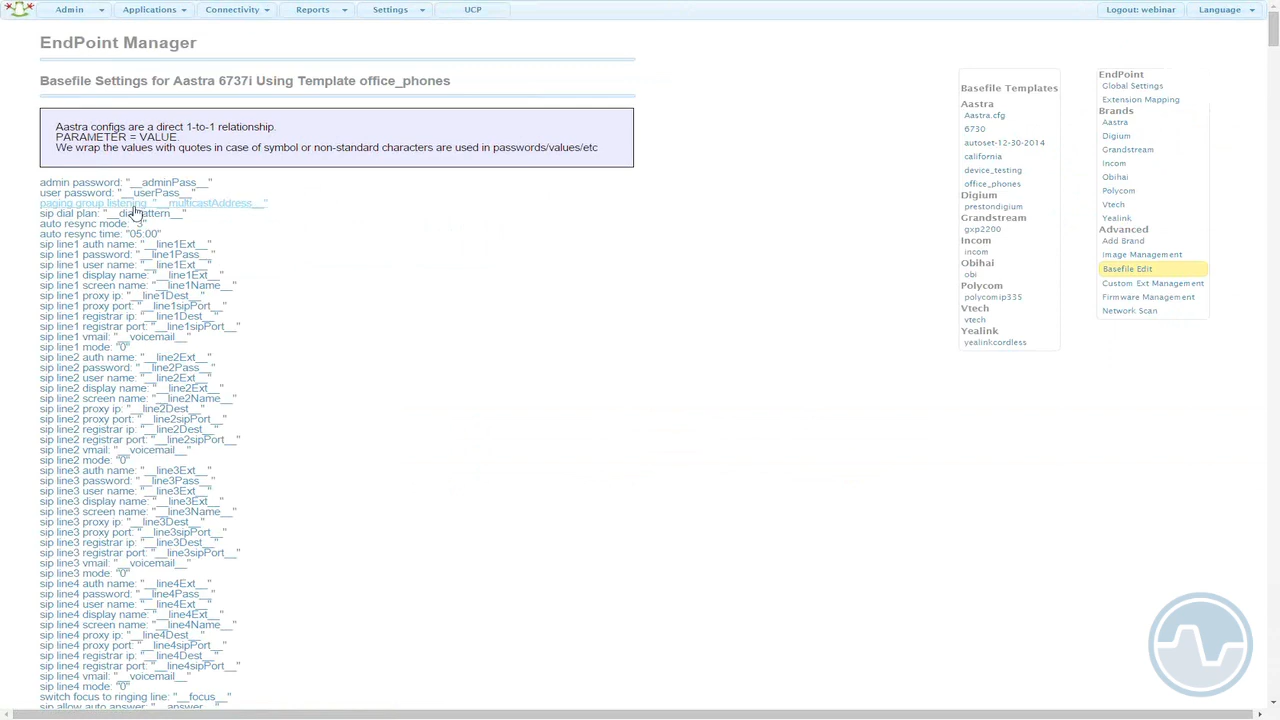 Admin
Applications
Connectivity
Reports
Settings
UCP
Logout: webinar
Language
EndPoint Manager
Basefile Settings for Aastra 6737i Using Template office_phones
Aastra configs are a direct 1-to-1 relationship.
PARAMETER = VALUE
We wrap the values with quotes in case of symbol or non-standard characters are used in passwords/values/etc
admin password: "__adminPass__"
user password: "__userPass__"
paging group listening "__multicastAddress__"
sip dial plan:
auto resync mode: "3"
auto resync time: "05:00"
sip line1 auth name: "__line1Ext__"
sip line1 password: "__line1Pass__"
sip line1 user name: "__line1Ext__"
sip line1 display name: "__line1Ext__"
sip line1 screen name: "__line1Name__"
sip line1 proxy ip: "__line1Dest__"
sip line1 proxy port: "__line1sipPort__"
sip line1 registrar ip: "__line1Dest__"
sip line1 registrar port: "__line1sipPort__"
sip line1 vmail: "__voicemail__"
sip line1 mode: "0"
sip line2 auth name: "__line2Ext__"
sip line2 password: "__line2Pass__"
sip line2 user name: "__line2Ext__"
sip line2 display name: "__line2Ext__"
sip line2 screen name: "__line2Name__"
sip line2 proxy ip: "__line2Dest__"
sip line2 proxy port: "__line2sipPort__"
sip line2 registrar ip: "__line2Dest__"
sip line2 registrar port: "__line2sipPort__"
sip line2 vmail: "__voicemail__"
sip line2 mode: "0"
sip line3 auth name: "__line3Ext__"
sip line3 password: "__line3Pass__"
sip line3 user name: "__line3Ext__"
sip line3 display name: "__line3Ext__"
sip line3 screen name: "__line3Name__"
sip line3 proxy ip: "__line3Dest__"
sip line3 proxy port: "__line3sipPort__"
sip line3 registrar ip: "__line3Dest__"
sip line3 registrar port: "__line3sipPort__"
sip line3 vmail: "__voicemail__"
sip line3 mode: "0"
sip line4 auth name: "__line4Ext__"
sip line4 password: "__line4Pass__"
sip line4 user name: "__line4Ext__"
sip line4 display name: "__line4Ext__"
sip line4 screen name: "__line4Name__"
sip line4 proxy ip: "__line4Dest__"
sip line4 proxy port: "__line4sipPort__"
sip line4 registrar ip: "__line4Dest__"
sip line4 registrar port: "__line4sipPort__"
sip line4 vmail: "__voicemail__"
sip line4 mode: "0"
switch focus to ringing line: "__focus__"
sip allow auto answer: "__answer__"
Basefile Templates
Aastra
Aastra.cfg
6730
autoset-12-30-2014
california
device_testing
office_phones
Digium
prestondigium
Grandstream
gxp2200
Incom
incom
Obihai
obi
Polycom
polycomip335
Vtech
vtech
Yealink
yealinkcordless
EndPoint
Global Settings
Extension Mapping
Brands
Aastra
Digium
Grandstream
Incom
Obihai
Polycom
Vtech
Yealink
Advanced
Add Brand
Image Management
Basefile Edit
Custom Ext Management
Firmware Management
Network Scan